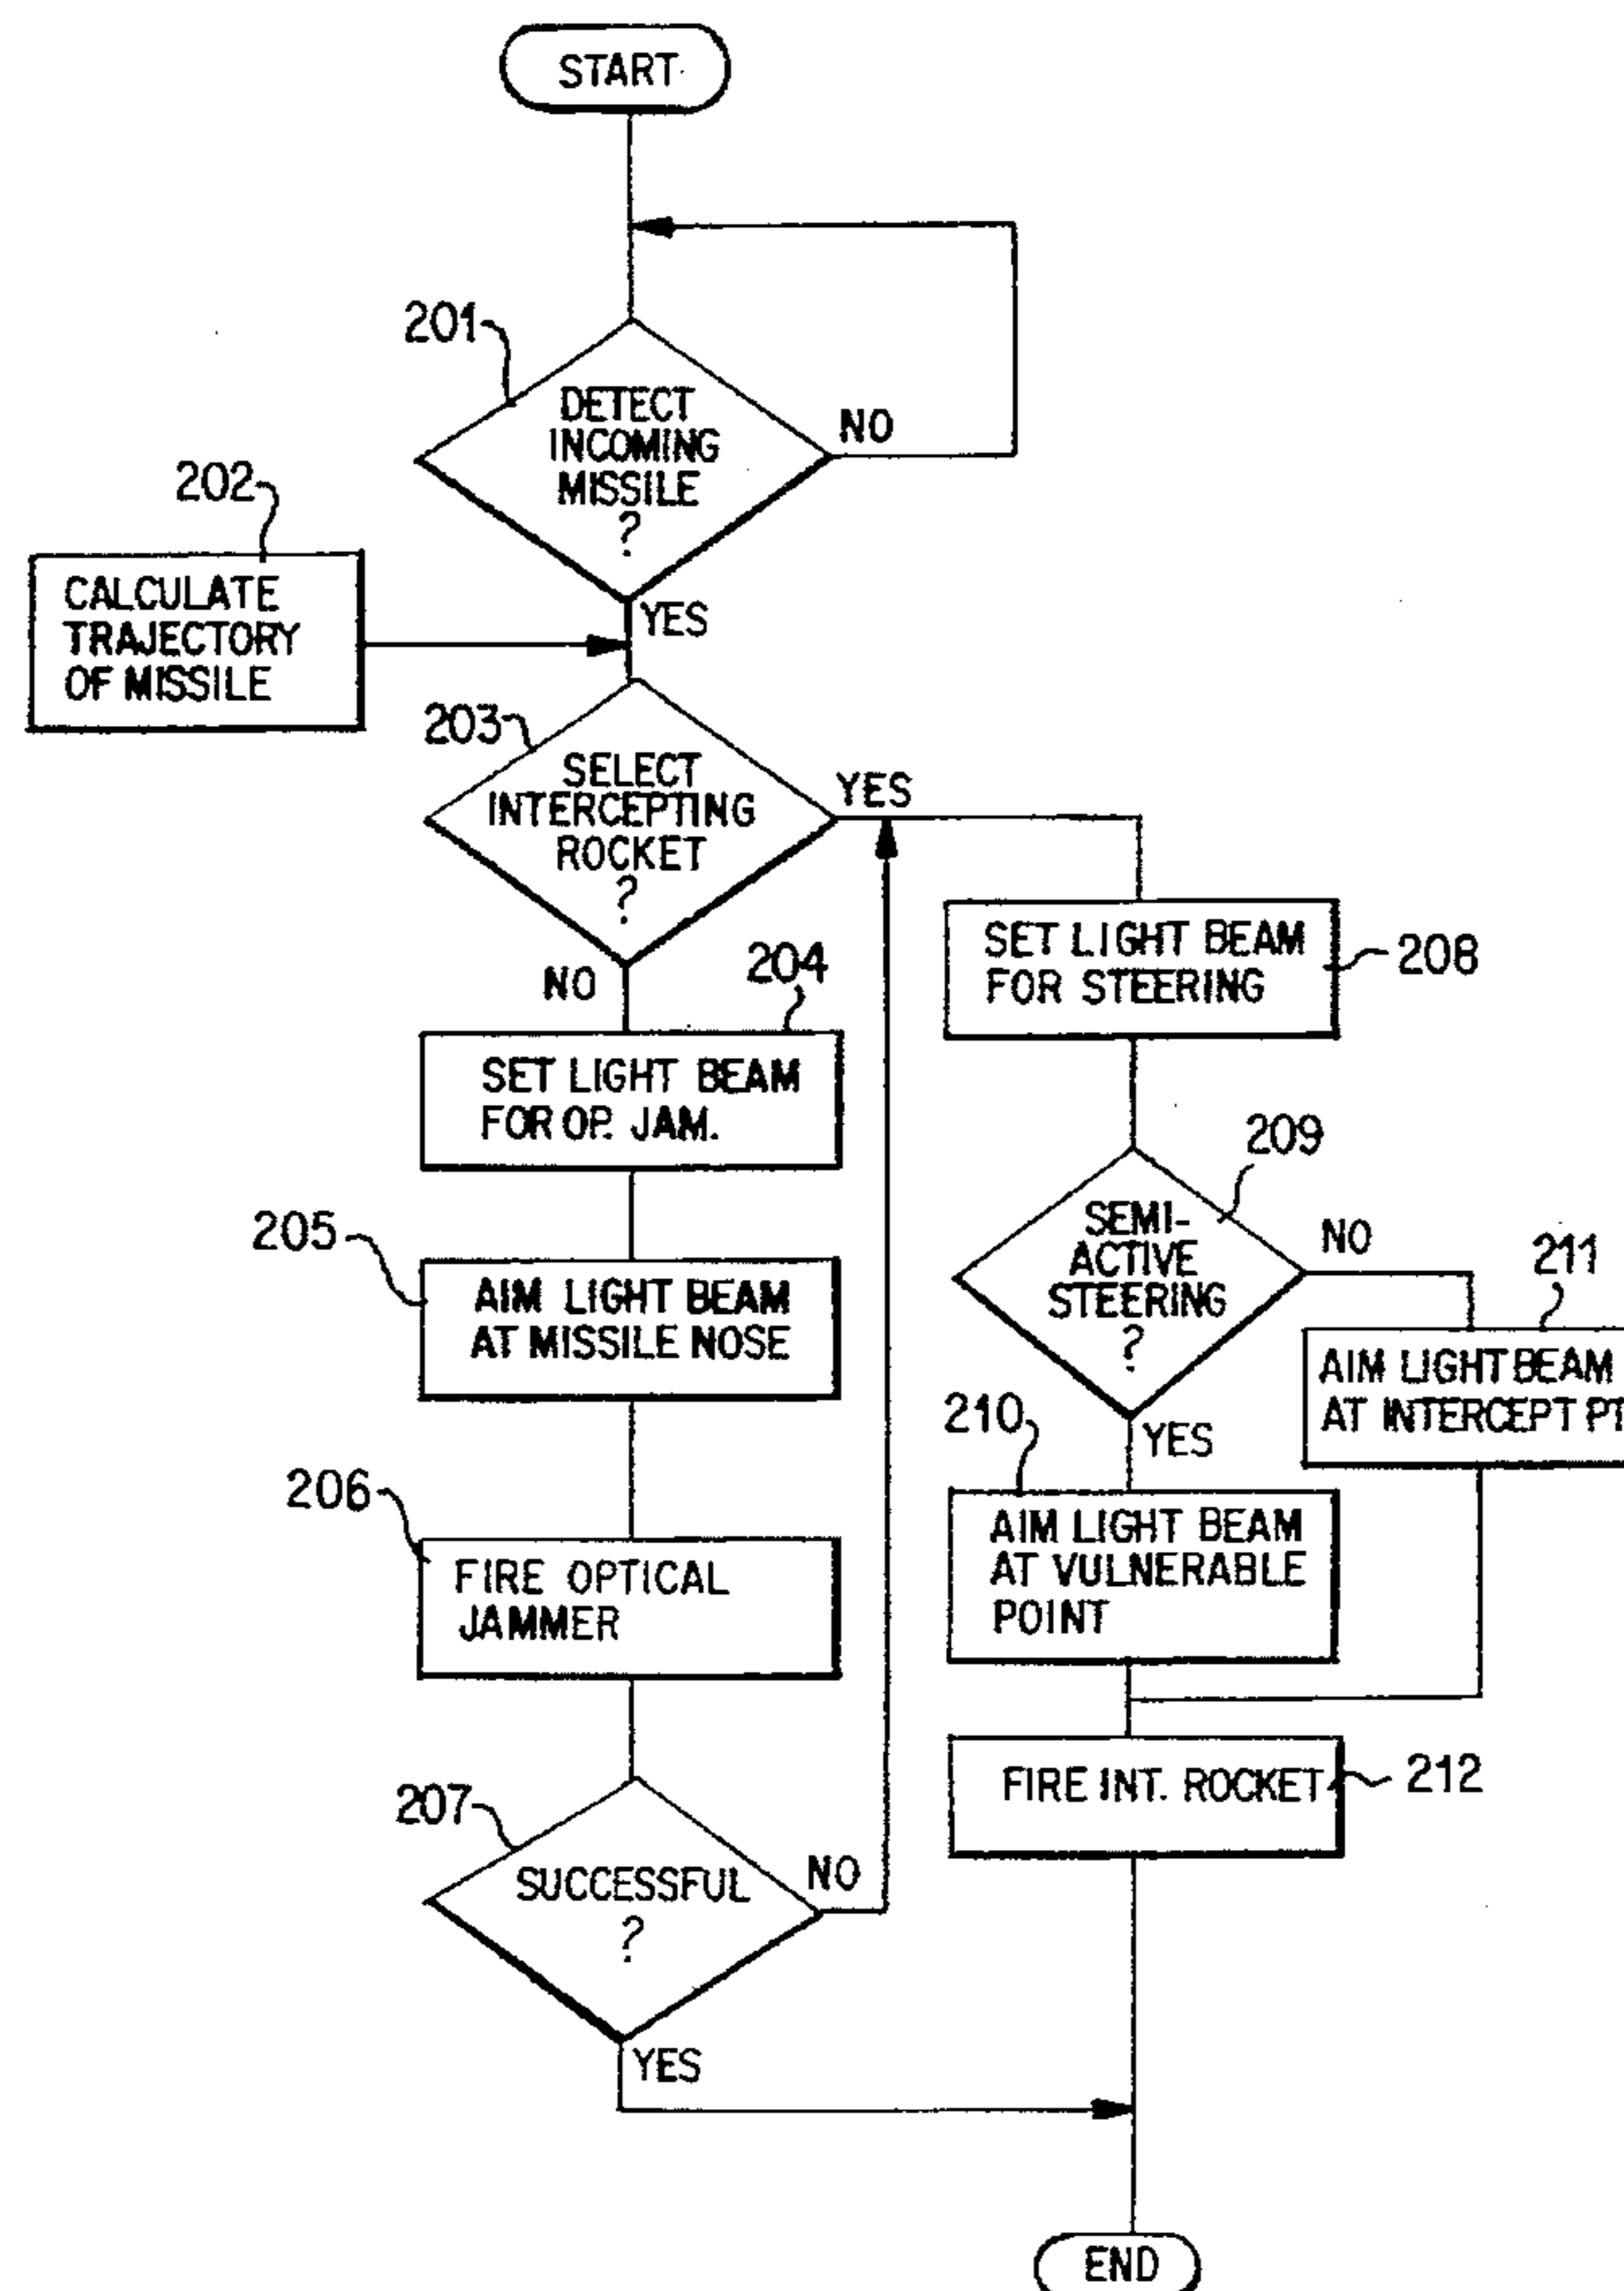 START
201
DETECT
INCOMING
MISSILE
?
NO
YES
202
CALCULATE
TRAJECTORY
OF MISSILE
203
SELECT
INTERCEPTING
ROCKET
?
YES
NO
204
SET LIGHT BEAM
FOR OP. JAM.
205
AIM LIGHT BEAM
AT MISSILE NOSE
206
FIRE OPTICAL
JAMMER
207
SUCCESSFUL
?
NO
YES
SET LIGHT BEAM
FOR STEERING
208
209
SEMI-
ACTIVE
STEERING
?
NO
YES
211
AIM LIGHT BEAM
AT INTERCEPT PT
210
AIM LIGHT BEAM
AT VULNERABLE
POINT
FIRE INT. ROCKET
212
END